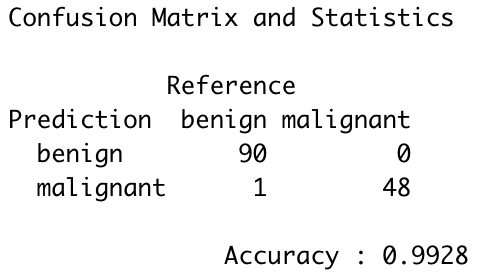 Confusion Matrix and Statistics
Reference
Prediction benign malignant
benign 90 0
malignant 1 48
Accuracy : 0.9928